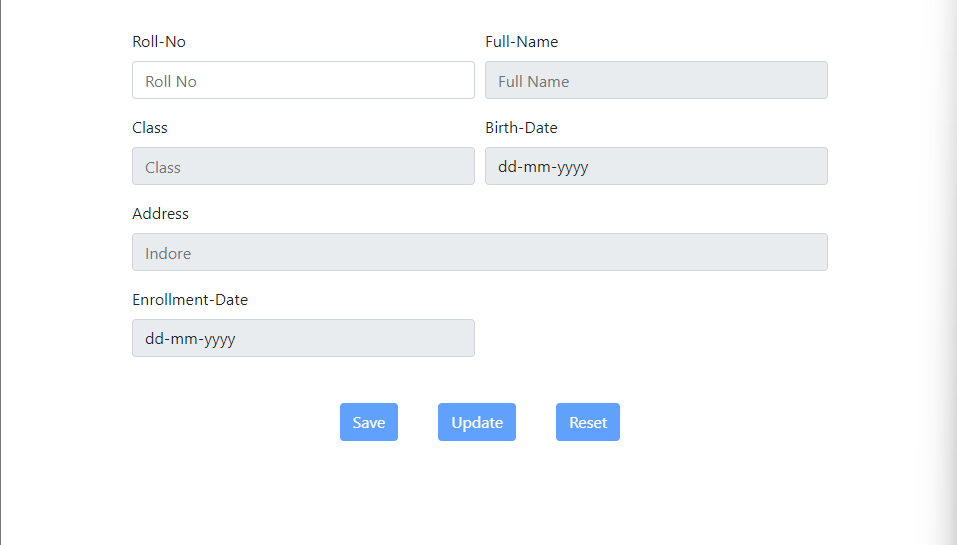 Roll-No Full-Name
Roll No Full Name
Class Birth-Date
Class dd-mm-yyyy
Address
Indore
Enrollment-Date
dd-mm-yyyy
Save Update Reset